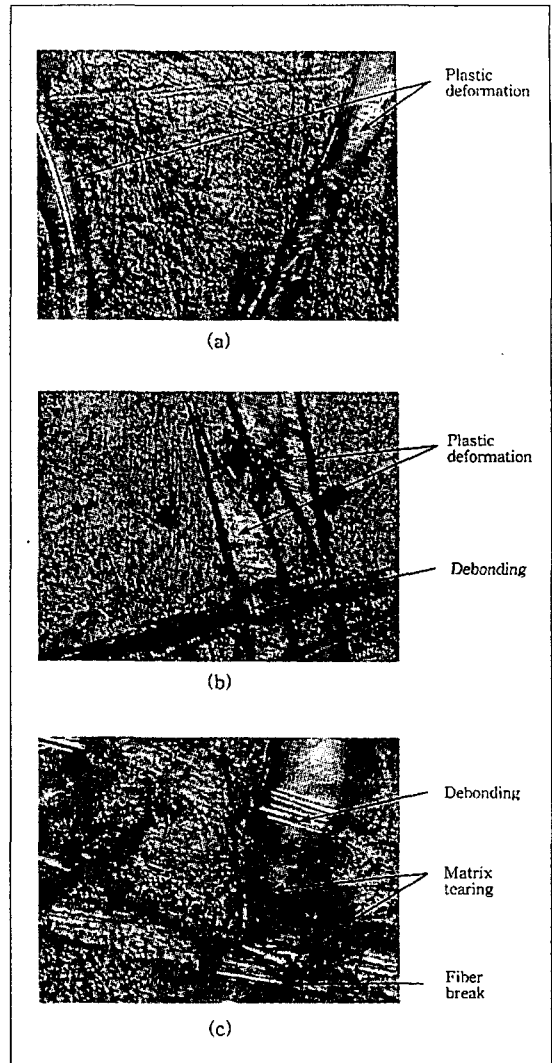 Plastic
deformation
(a)
Plastic
deformation
Debonding
(b)
Debonding
Matrix
tearing
Fiber
break
(c)